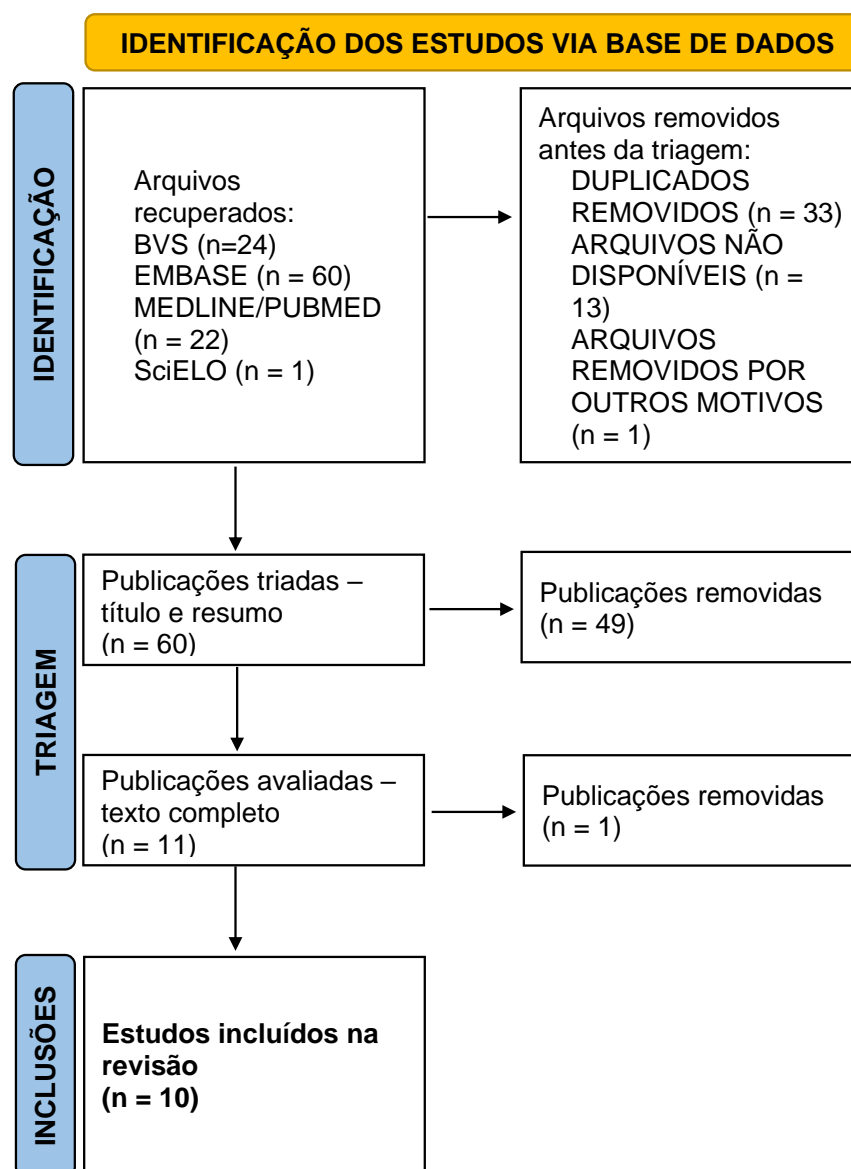 IDENTIFICAÇÃO DOS ESTUDOS VIA BASE DE DADOS
IDENTIFICAÇÃO
Arquivos
recuperados:
BVS (n=24)
EMBASE (n = 60)
MEDLINE/PUBMED
(n = 22)
SciELO (n = 1)
Arquivos removidos
antes da triagem:
DUPLICADOS
REMOVIDOS (n = 33)
ARQUIVOS NÃO
DISPONÍVEIS (n =
13)
ARQUIVOS
REMOVIDOS POR
OUTROS MOTIVOS
(n = 1)
TRIAGEM
Publicações triadas –
título e resumo
(n = 60)
Publicações removidas
(n = 49)
Publicações avaliadas –
texto completo
(n = 11)
Publicações removidas
(n = 1)
INCLUSÕES
Estudos incluídos na
revisão
(n = 10)